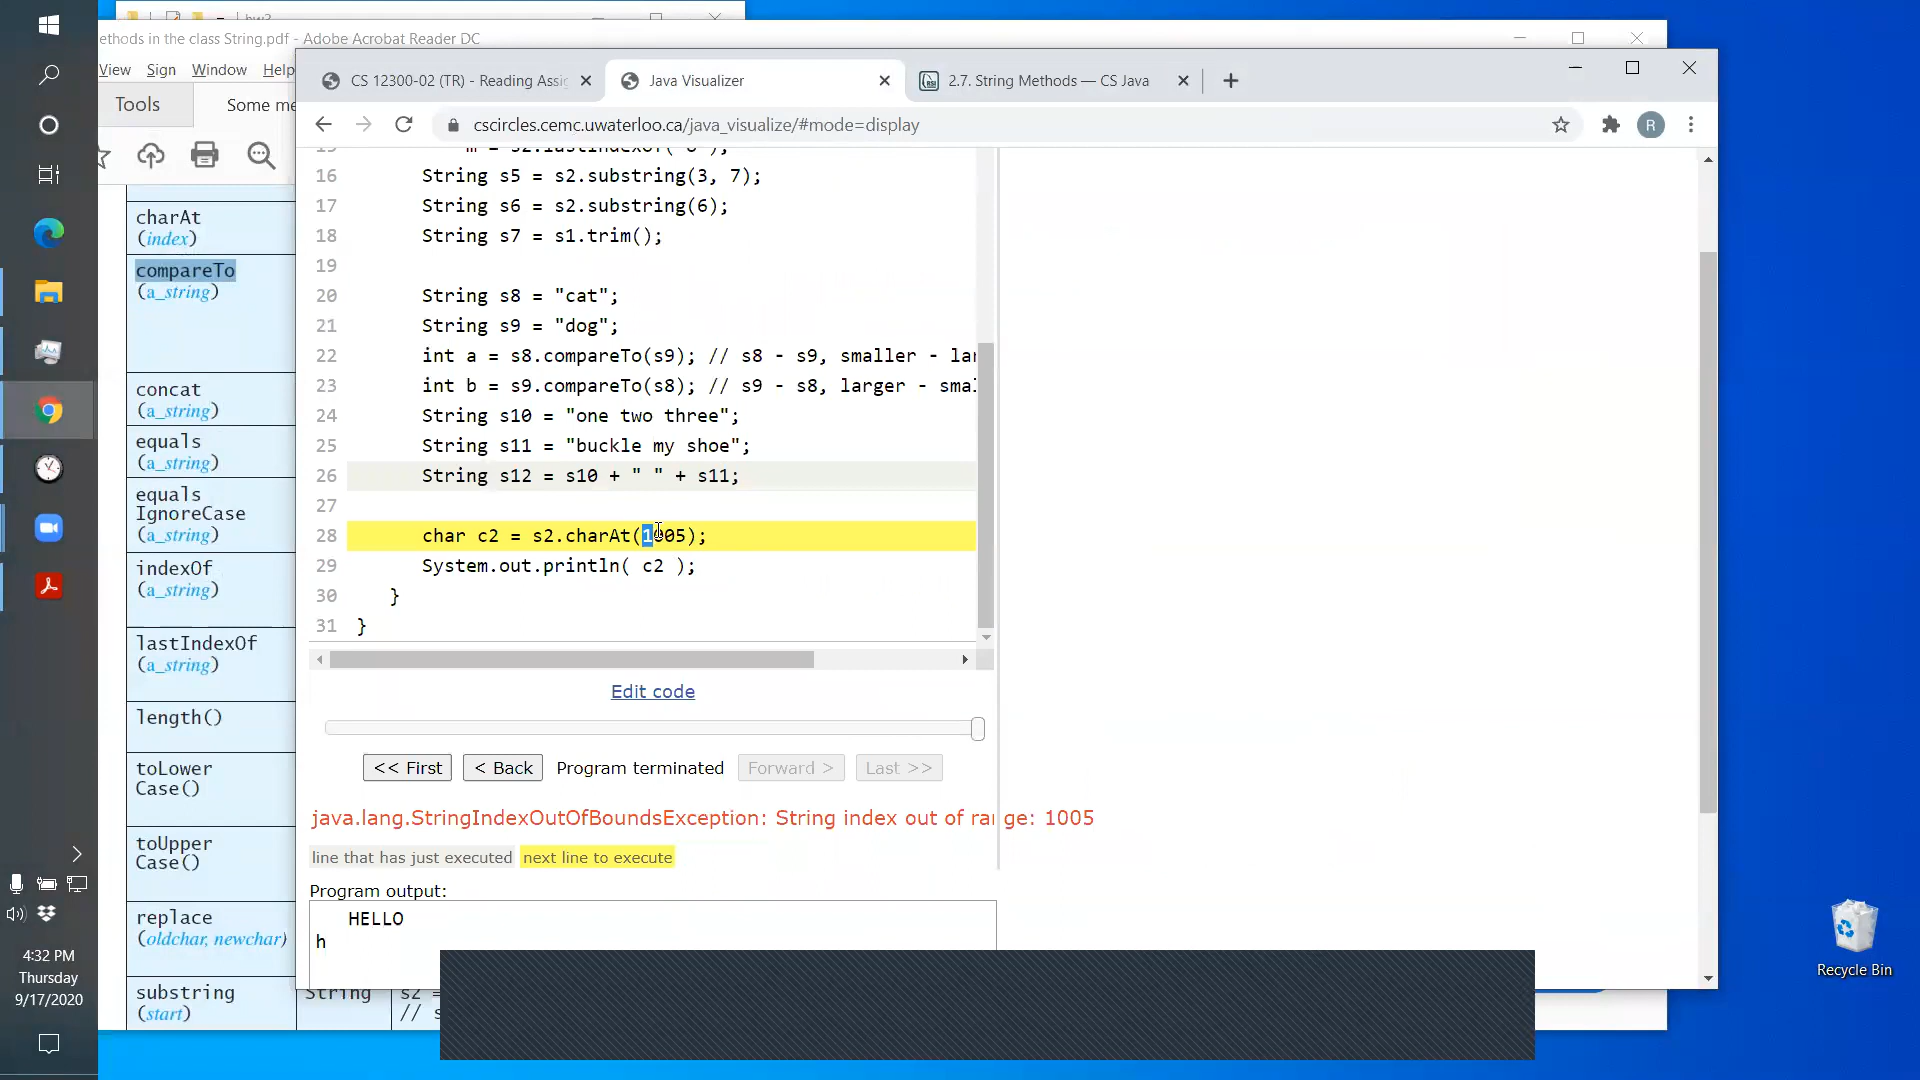 hw2
ethods in the class String.pdf - Adobe Acrobat Reader DC
View Sign Window Help
Tools
Some me
CS 12300-02 (TR) - Reading Assig
Java Visualizer
2.7. String Methods — CS Java
cscircles.cemc.uwaterloo.ca/java_visualize/#mode=display
R
charAt
(index)
compareTo
(a_string)
concat
(a_string)
equals
(a_string)
equals
IgnoreCase
(a_string)
indexOf
(a_string)
lastIndexOf
(a_string)
length()
toLower
Case()
toUpper
Case()
replace
(oldchar, newchar)
substring
(start)
String
s2 =
// s
16 String s5 = s2.substring(3, 7);
17 String s6 = s2.substring(6);
18 String s7 = s1.trim();
19
20 String s8 = "cat";
21 String s9 = "dog";
22 int a = s8.compareTo(s9); // s8 - s9, smaller - lar
23 int b = s9.compareTo(s8); // s9 - s8, larger - smal
24 String s10 = "one two three";
25 String s11 = "buckle my shoe";
26 String s12 = s10 + " " + s11;
27
28 char c2 = s2.charAt(1005);
29 System.out.println( c2 );
30 }
31 }
Edit code
<< First < Back Program terminated Forward > Last >>
java.lang.StringIndexOutOfBoundsException: String index out of range: 1005
line that has just executed next line to execute
Program output:
HELLO
h
4:32 PM
Thursday
9/17/2020
Recycle Bin